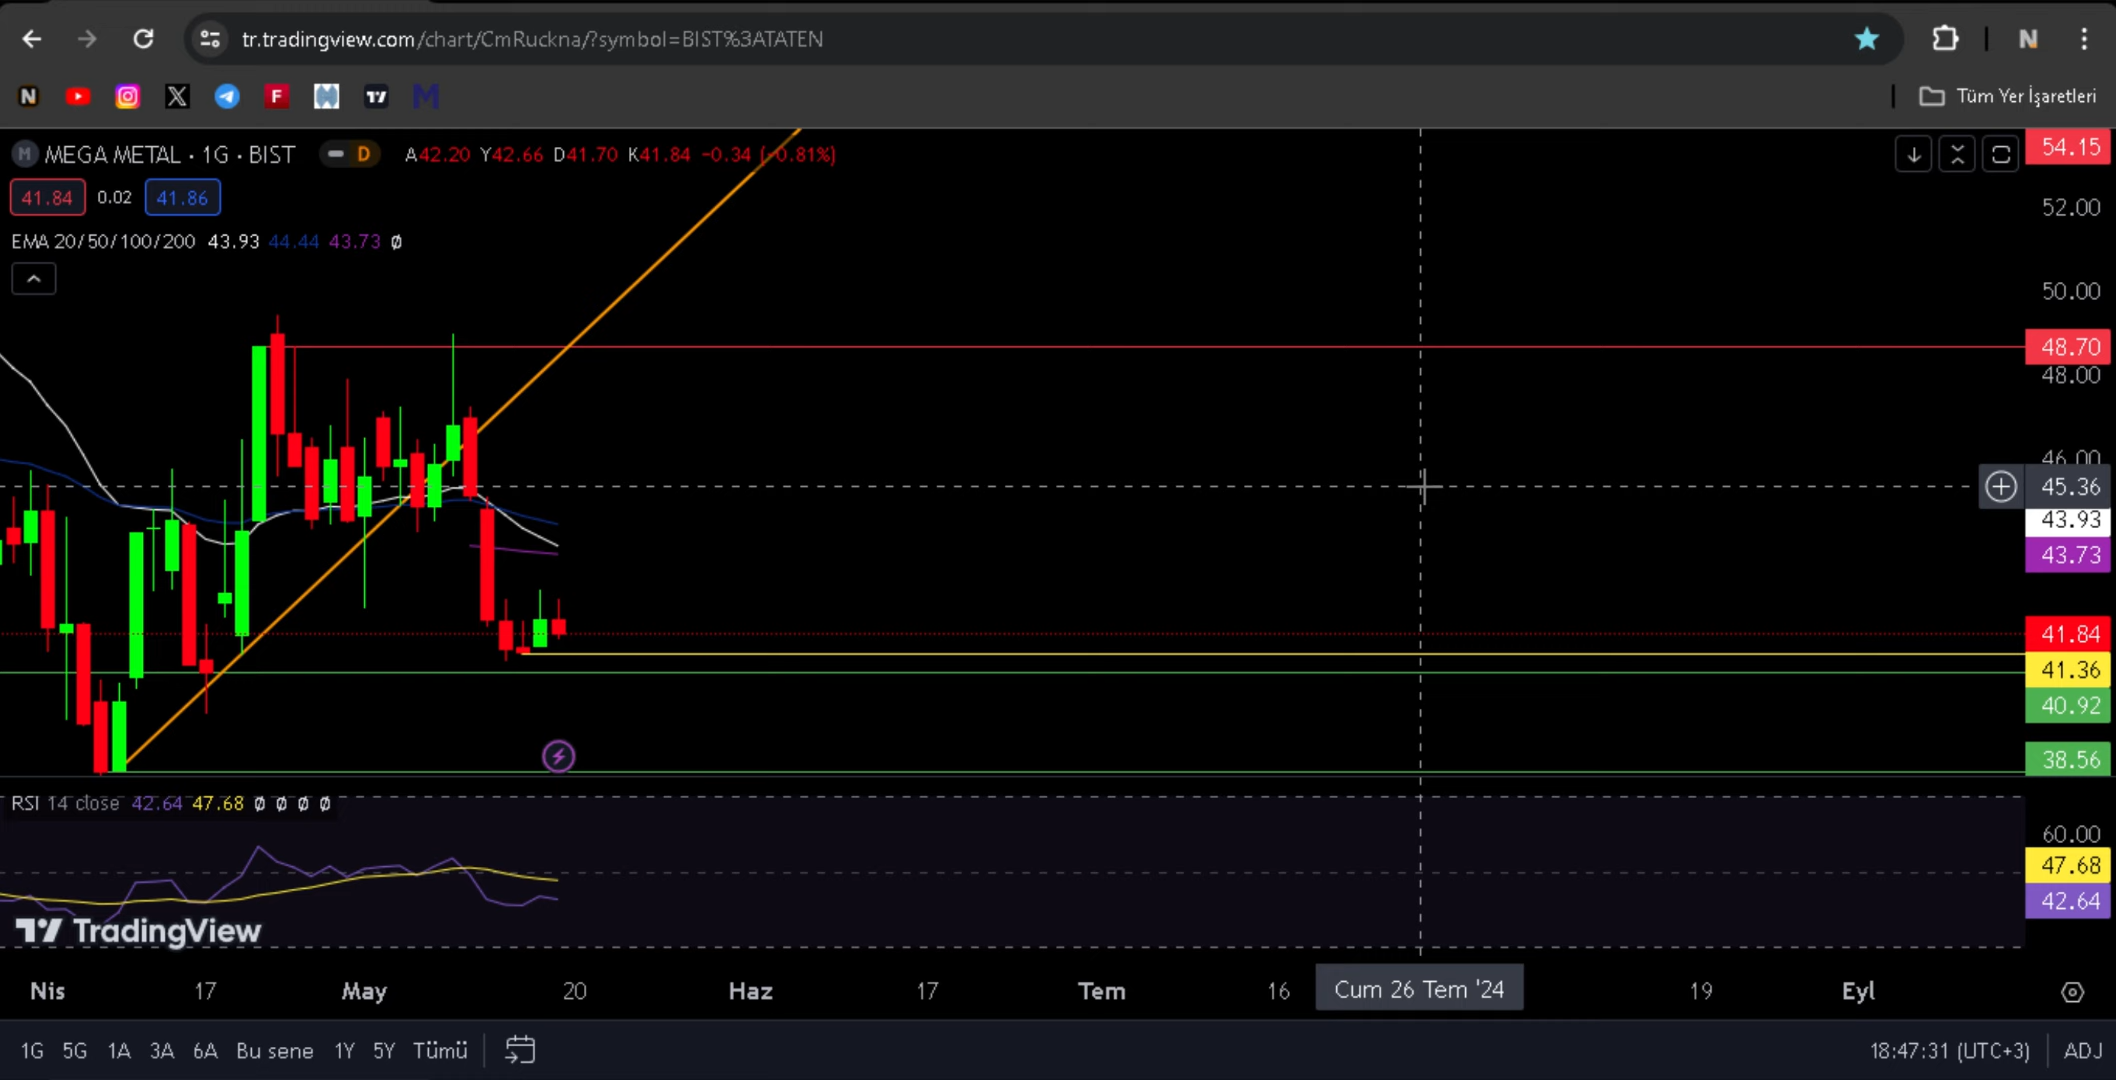 tr.tradingview.com/chart/CmRuckna/?symbol=BIST%3ATATEN
N
N
F
M
Tüm Yer İşaretleri
M MEGA METAL · 1G · BIST D A42.20 Y42.66 D41.70 K41.84 −0.34 (−0.81%)
41.84 0.02 41.86
EMA 20/50/100/200 43.93 44.44 43.73 Ø
54.15
52.00
50.00
48.70
48.00
46.00
45.36
43.93
43.73
41.84
41.36
40.92
38.56
RSI 14 close 42.64 47.68 Ø Ø Ø Ø
60.00
47.68
42.64
TradingView
Nis 17 May 20 Haz 17 Tem 16 Cum 26 Tem '24 19 Eyl
1G 5G 1A 3A 6A Bu sene 1Y 5Y Tümü 18:47:31 (UTC+3) ADJ